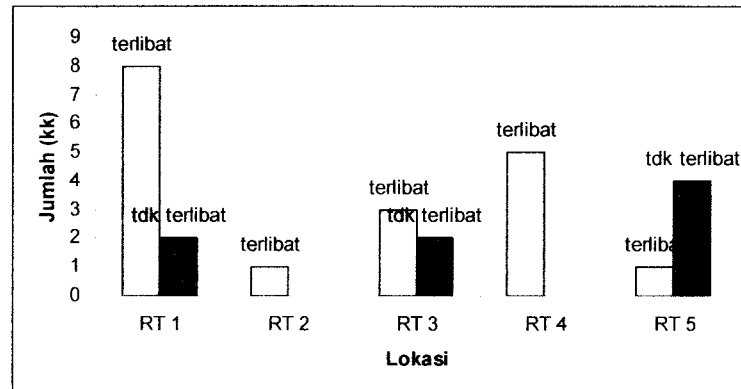 9
terlibat
8
7
6
terlibat
5
tdk terlibat
4
terlibat
3
tdk terlibat
tdk terlibat
2
terlibat
terlibat
1
0
Jumlah (kk)
RT 1
RT 2
RT 3
RT 4
RT 5
Lokasi